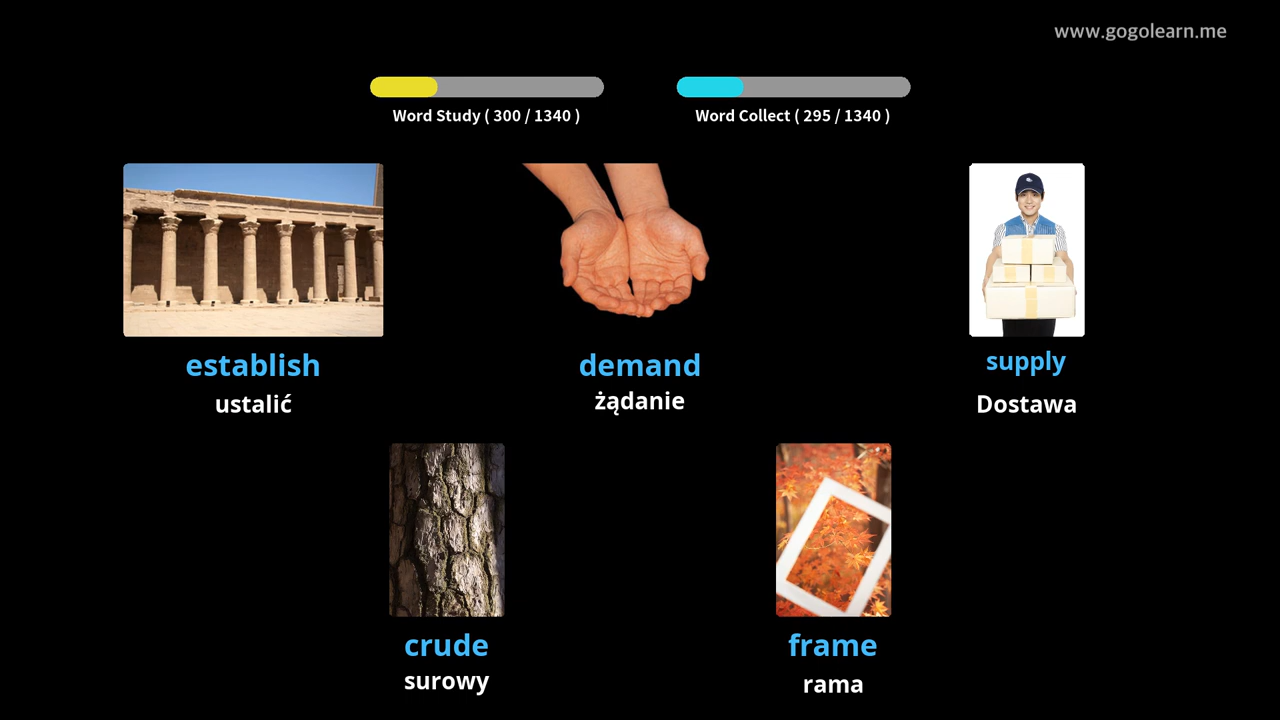 www.gogolearn.me
Word Study ( 300 / 1340 )
Word Collect ( 295 / 1340 )
establish
ustalić
demand
żądanie
supply
Dostawa
crude
surowy
frame
rama